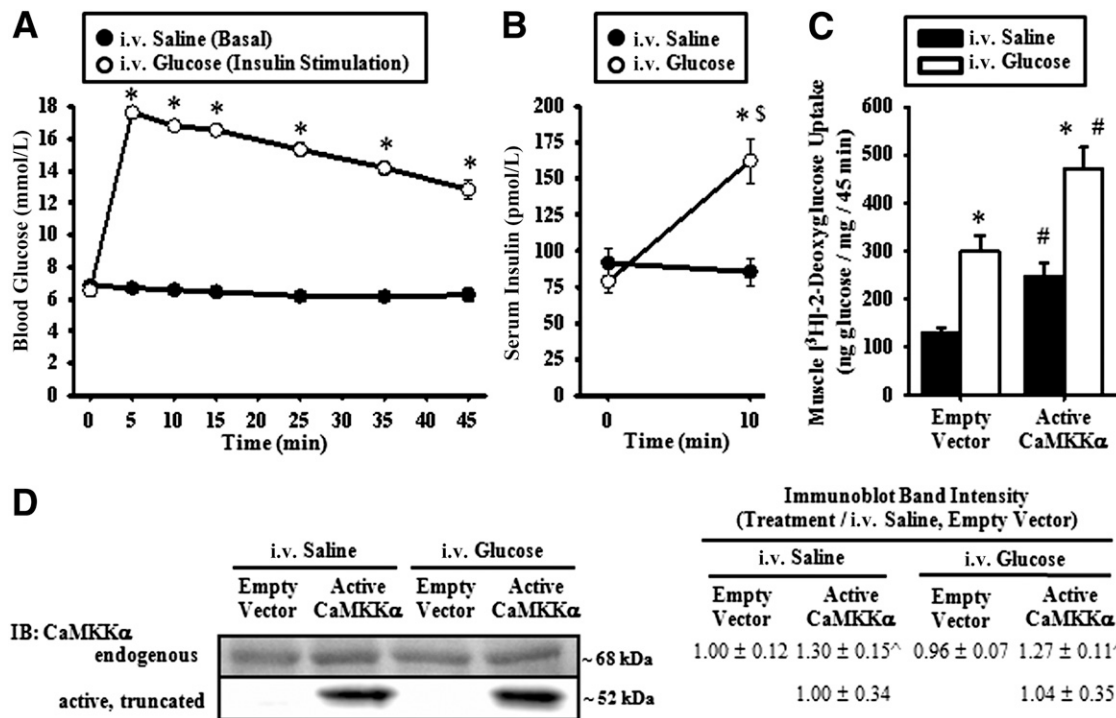 A
i.v. Saline (Basal)
i.v. Glucose (Insulin Stimulation)
Blood Glucose (mmol/L)
18
16
14
12
10
8
6
4
2
0
* * * * * *
0 5 10 15 20 25 30 35 40 45
Time (min)
B
i.v. Saline
i.v. Glucose
Serum Insulin (pmol/L)
200
175
150
125
100
75
50
25
0
* $
0 10
Time (min)
C
i.v. Saline
i.v. Glucose
Muscle [³H]-2-Deoxyglucose Uptake
(ng glucose / mg / 45 min)
600
500
400
300
200
100
0
*
#
* #
Empty Active
Vector CaMKKα
D
i.v. Saline i.v. Glucose
Empty Active Empty Active
Vector CaMKKα Vector CaMKKα
IB: CaMKKα
endogenous
~ 68 kDa
active, truncated
~ 52 kDa
Immunoblot Band Intensity
(Treatment / i.v. Saline, Empty Vector)
i.v. Saline i.v. Glucose
Empty Active Empty Active
Vector CaMKKα Vector CaMKKα
1.00 ± 0.12 1.30 ± 0.15^ 0.96 ± 0.07 1.27 ± 0.11^
1.00 ± 0.34 1.04 ± 0.35